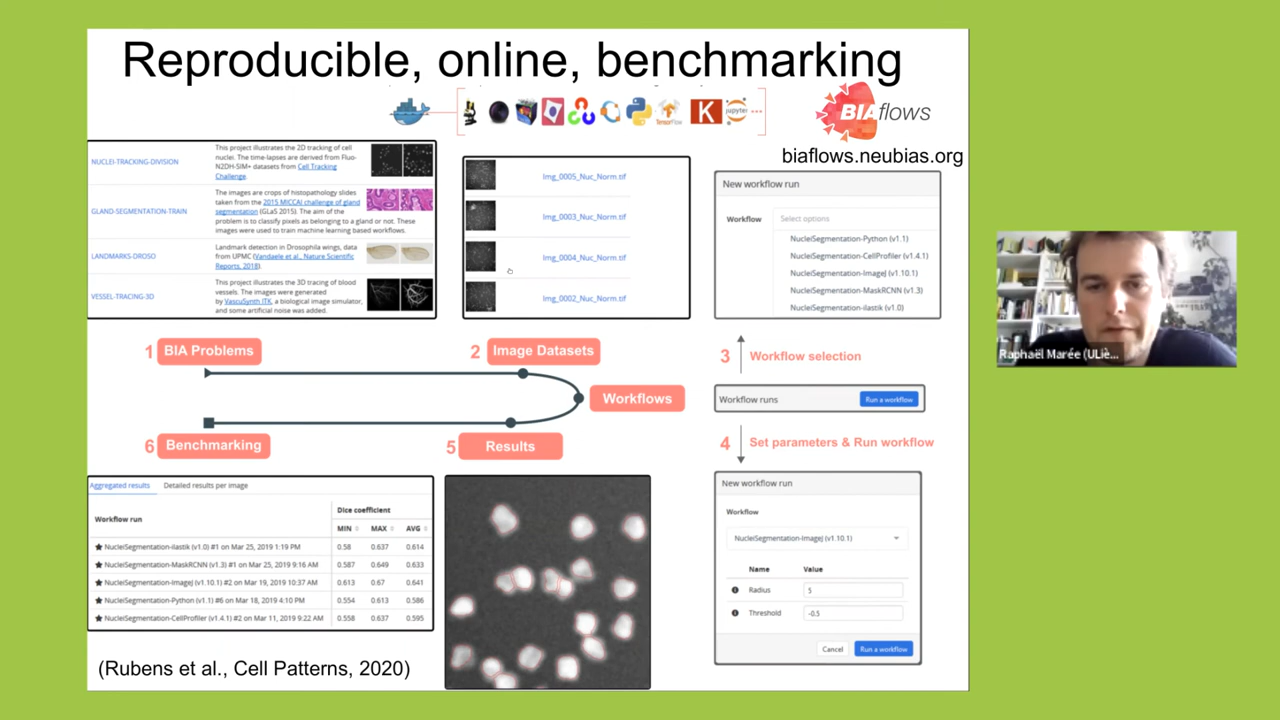 Reproducible, online, benchmarking
TensorFlow
K
jupyter
BIAflows
biaflows.neubias.org
NUCLEI-TRACKING-DIVISION
This project illustrates the 2D tracking of cell
nuclei. The time-lapses are derived from Fluo-
N2DH-SIM+ datasets from Cell Tracking
Challenge.
GLAND-SEGMENTATION-TRAIN
The images are crops of histopathology slides
taken from the 2015 MICCAI challenge of gland
segmentation (GLaS 2015). The aim of the
problem is to classify pixels as belonging to a gland or not. These
images were used to train machine learning based workflows.
LANDMARKS-DROSO
Landmark detection in Drosophila wings, data
from UPMC (Vandaele et al., Nature Scientific
Reports, 2018).
VESSEL-TRACING-3D
This project illustrates the 3D tracing of blood
vessels. The images were generated
by VascuSynth ITK, a biological image simulator,
and some artificial noise was added.
Img_0005_Nuc_Norm.tif
Img_0003_Nuc_Norm.tif
Img_0004_Nuc_Norm.tif
Img_0002_Nuc_Norm.tif
New workflow run
Workflow
Select options
NucleiSegmentation-Python (v1.1)
NucleiSegmentation-CellProfiler (v1.4.1)
NucleiSegmentation-ImageJ (v1.10.1)
NucleiSegmentation-MaskRCNN (v1.3)
NucleiSegmentation-ilastik (v1.0)
1 BIA Problems
2 Image Datasets
3 Workflow selection
Workflows
Workflow runs
Run a workflow
4 Set parameters & Run workflow
5 Results
6 Benchmarking
Aggregated results
Detailed results per image
Workflow run
Dice coefficient
MIN MAX AVG
NucleiSegmentation-ilastik (v1.0) #1 on Mar 25, 2019 1:19 PM 0.58 0.637 0.614
NucleiSegmentation-MaskRCNN (v1.3) #1 on Mar 25, 2019 9:16 AM 0.587 0.649 0.633
NucleiSegmentation-ImageJ (v1.10.1) #2 on Mar 19, 2019 10:37 AM 0.613 0.67 0.641
NucleiSegmentation-Python (v1.1) #6 on Mar 18, 2019 4:10 PM 0.554 0.613 0.586
NucleiSegmentation-CellProfiler (v1.4.1) #2 on Mar 11, 2019 9:22 AM 0.558 0.637 0.595
New workflow run
Workflow
NucleiSegmentation-ImageJ (v1.10.1)
Name Value
Radius 5
Threshold -0.5
Cancel
Run a workflow
(Rubens et al., Cell Patterns, 2020)
Raphaël Marée (ULiè...